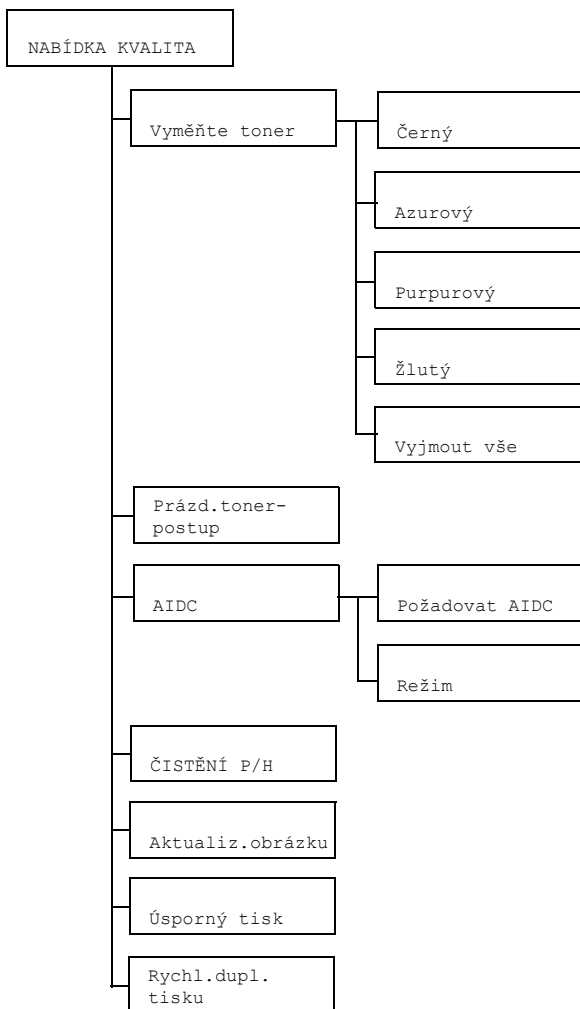 NABÍDKA KVALITA
Vyměňte toner
Černý
Azurový
Purpurový
Žlutý
Vyjmout vše
Prázd.toner-
postup
AIDC
Požadovat AIDC
Režim
ČISTĚNÍ P/H
Aktualiz.obrázku
Úsporný tisk
Rychl.dupl.
tisku